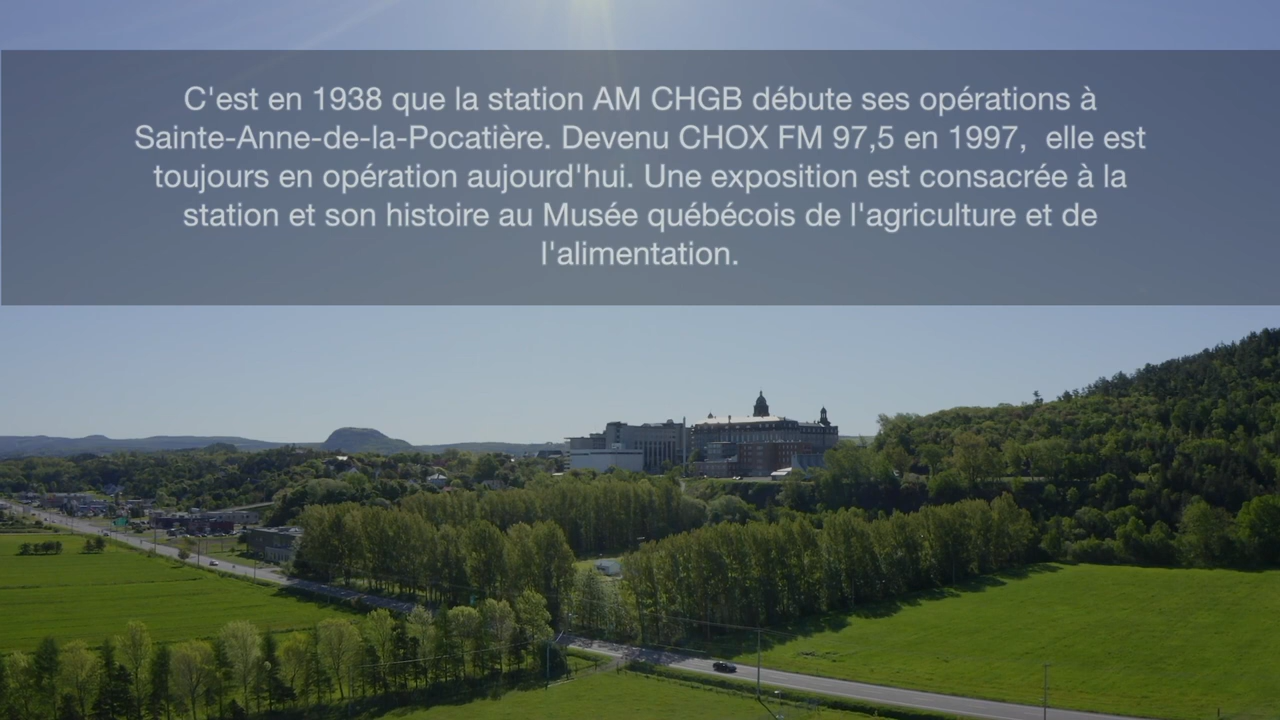 C'est en 1938 que la station AM CHGB débute ses opérations à
Sainte-Anne-de-la-Pocatière. Devenu CHOX FM 97,5 en 1997,  elle est
toujours en opération aujourd'hui. Une exposition est consacrée à la
station et son histoire au Musée québécois de l'agriculture et de
l'alimentation.